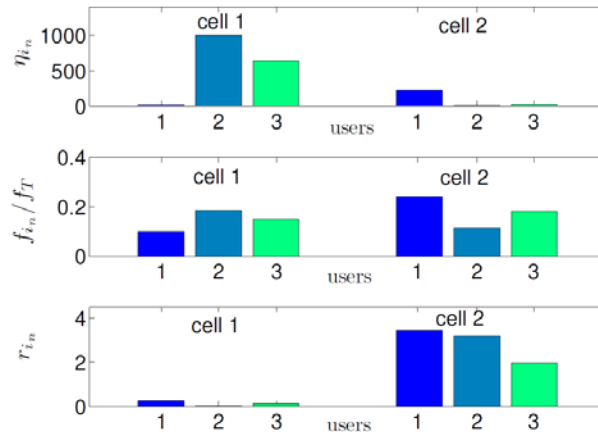 cell 1
cell 2
1000
500
0
η_{i_n}
1 2 3 users 1 2 3
cell 1
cell 2
0.4
0.2
0
f_{i_n}/f_T
1 2 3 users 1 2 3
cell 1
cell 2
4
2
0
r_{i_n}
1 2 3 users 1 2 3